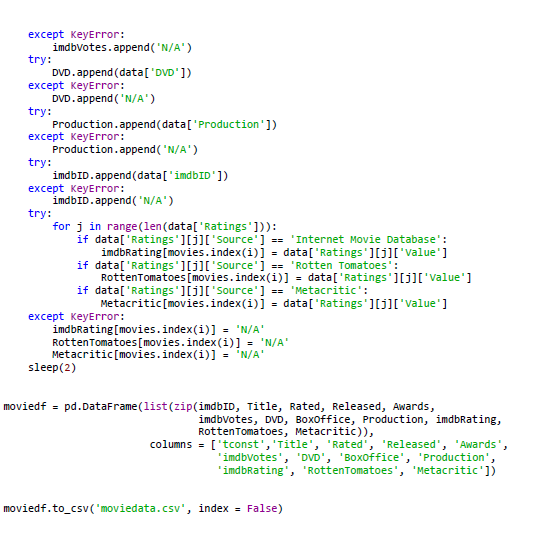 except KeyError:
        imdbVotes.append('N/A')
    try:
        DVD.append(data['DVD'])
    except KeyError:
        DVD.append('N/A')
    try:
        Production.append(data['Production'])
    except KeyError:
        Production.append('N/A')
    try:
        imdbID.append(data['imdbID'])
    except KeyError:
        imdbID.append('N/A')
    try:
        for j in range(len(data['Ratings'])):
            if data['Ratings'][j]['Source'] == 'Internet Movie Database':
                imdbRating[movies.index(i)] = data['Ratings'][j]['Value']
            if data['Ratings'][j]['Source'] == 'Rotten Tomatoes':
                RottenTomatoes[movies.index(i)] = data['Ratings'][j]['Value']
            if data['Ratings'][j]['Source'] == 'Metacritic':
                Metacritic[movies.index(i)] = data['Ratings'][j]['Value']
    except KeyError:
        imdbRating[movies.index(i)] = 'N/A'
        RottenTomatoes[movies.index(i)] = 'N/A'
        Metacritic[movies.index(i)] = 'N/A'
    sleep(2)
moviedf = pd.DataFrame(list(zip(imdbID, Title, Rated, Released, Awards,
                                imdbVotes, DVD, BoxOffice, Production, imdbRating,
                                RottenTomatoes, Metacritic)),
                        columns = ['tconst','Title', 'Rated', 'Released', 'Awards',
                                   'imdbVotes', 'DVD', 'BoxOffice', 'Production',
                                   'imdbRating', 'RottenTomatoes', 'Metacritic'])
moviedf.to_csv('moviedata.csv', index = False)